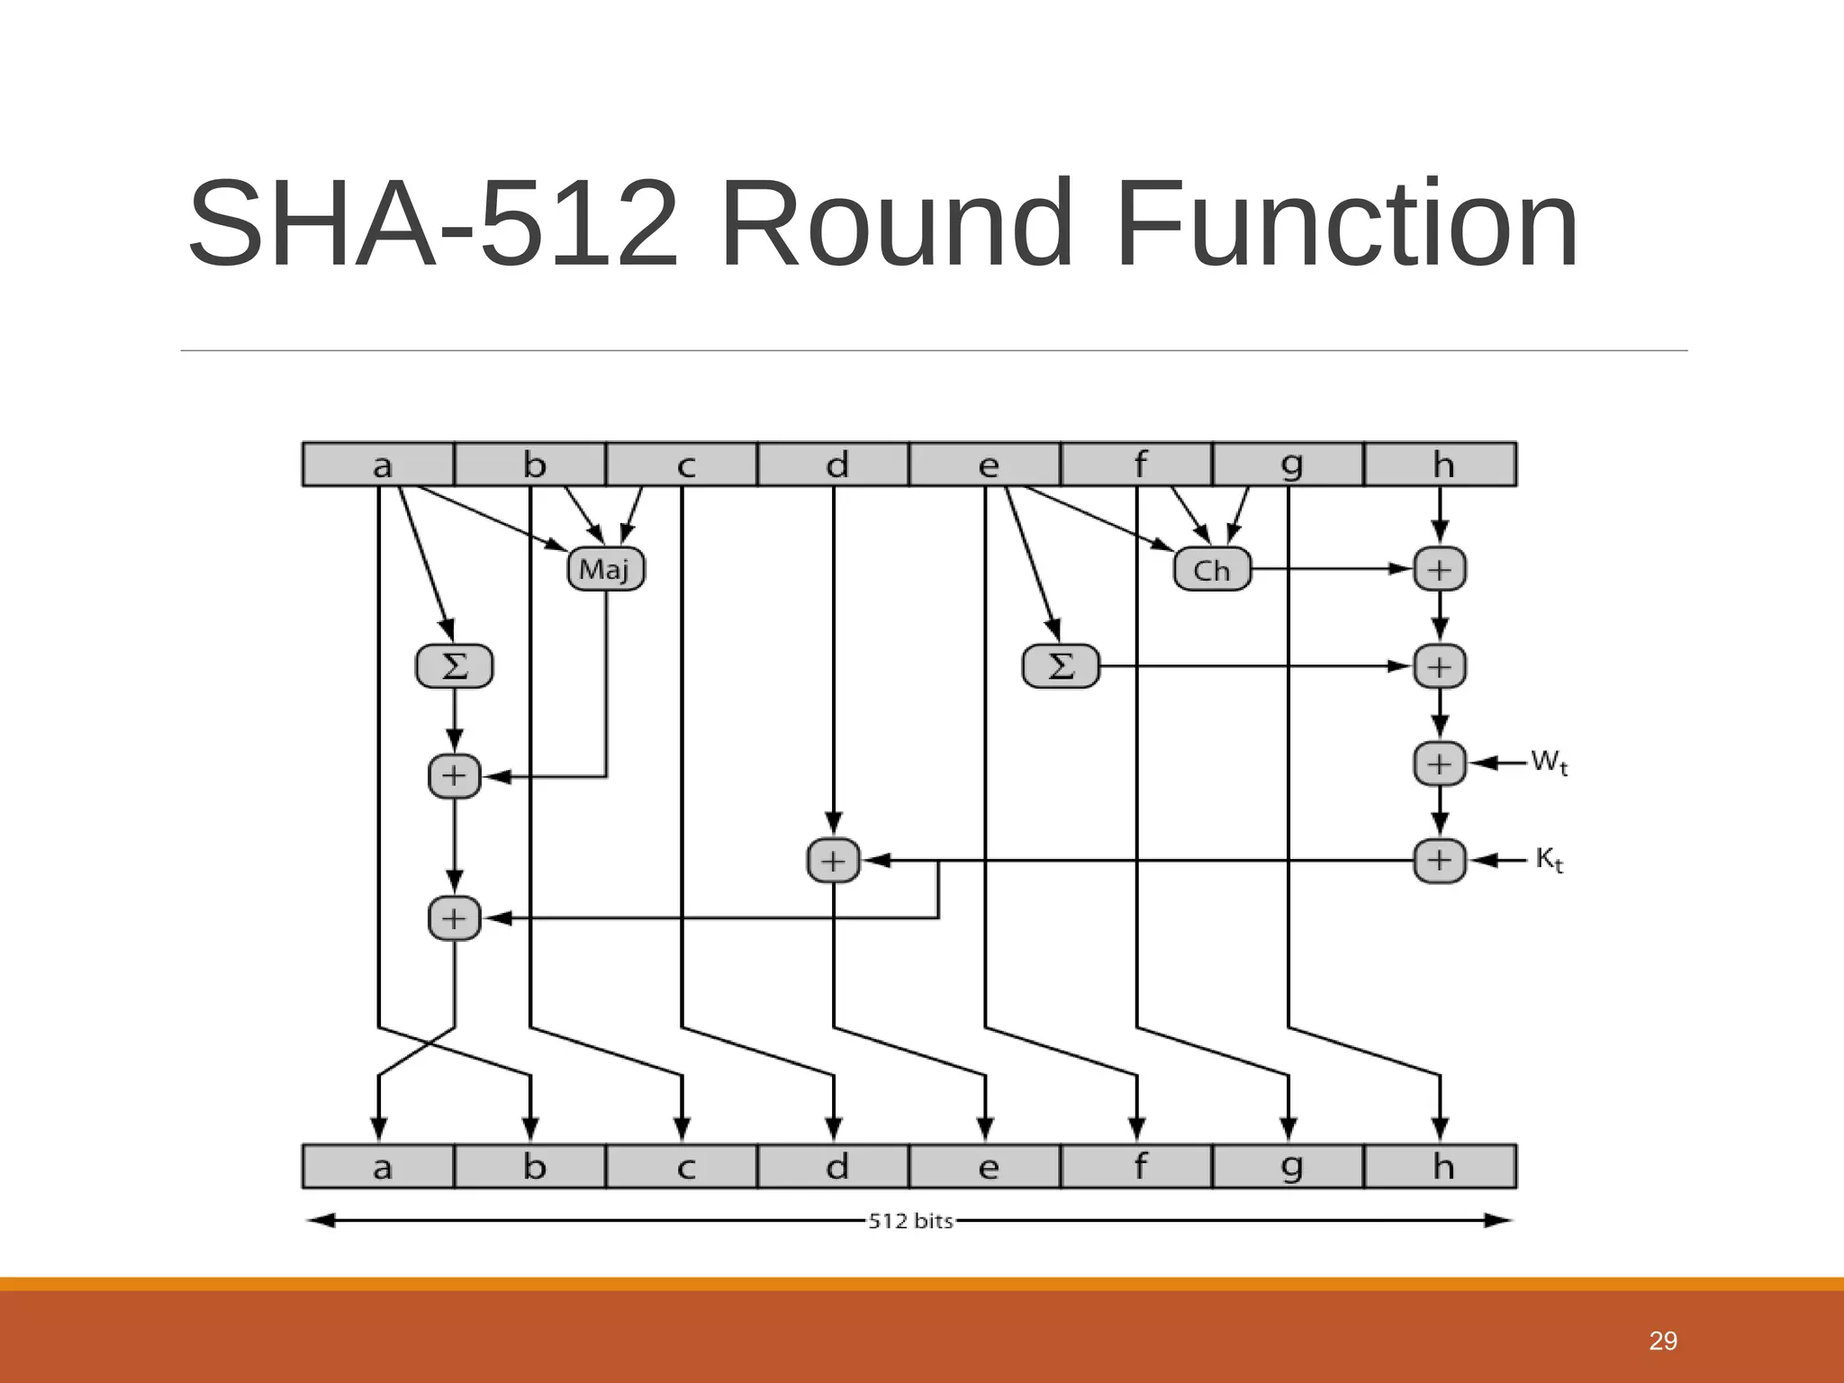 SHA-512 Round Function
a b c d e f g h
Maj Ch +
Σ Σ +
+ + Wt
+ + Kt
+
a b c d e f g h
512 bits
29